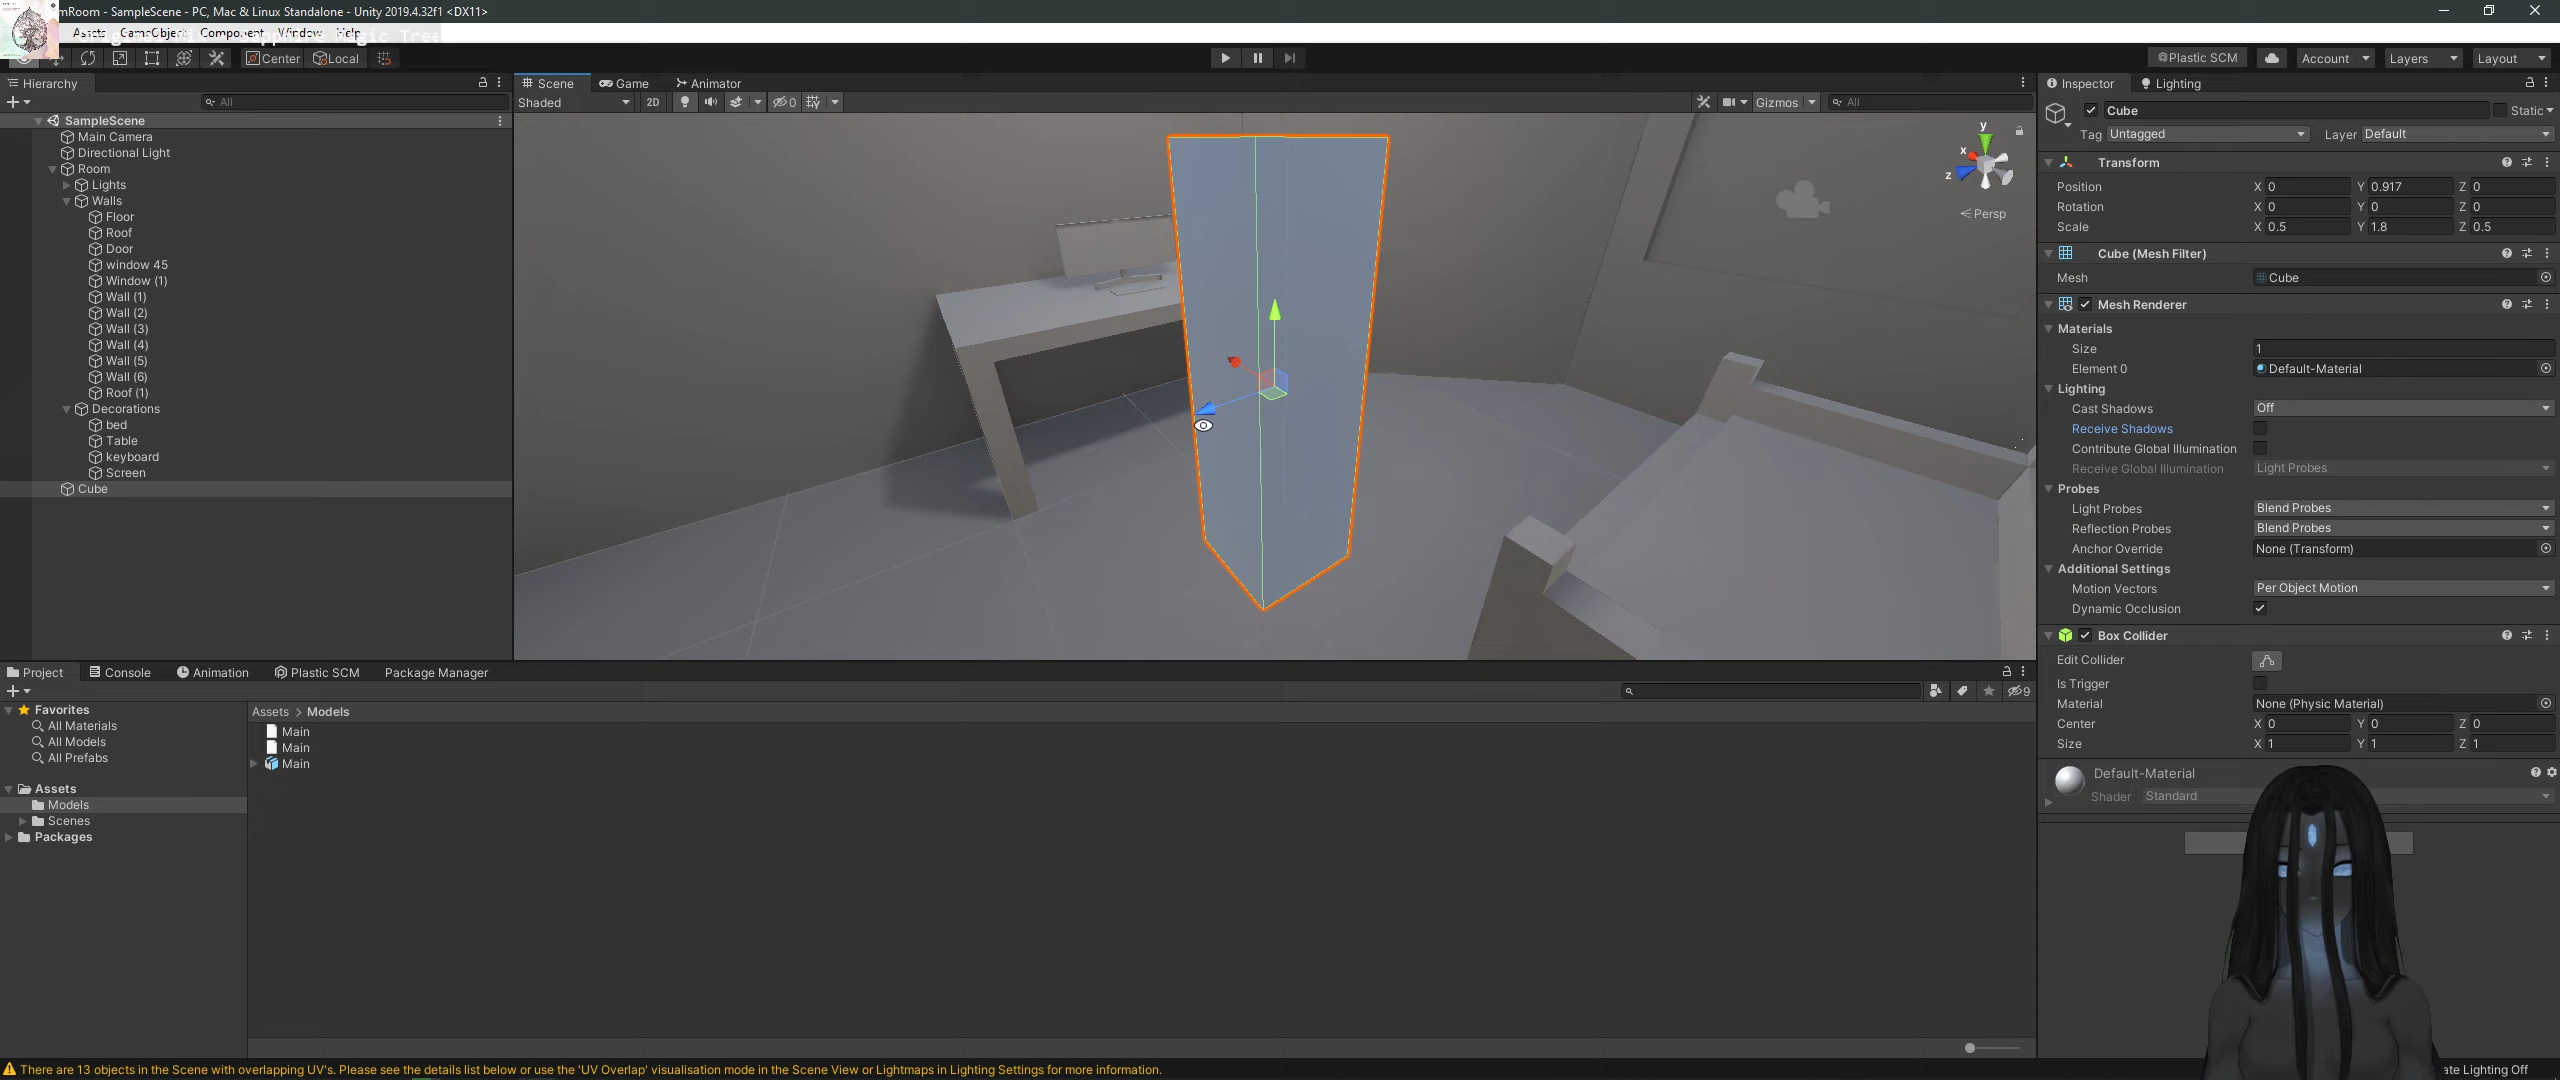 mRoom - SampleScene - PC, Mac & Linux Standalone - Unity 2019.4.32f1 <DX11>
Assets GameObject Component Window Help
Center Local
Plastic SCM Account Layers Layout
Hierarchy
All
SampleScene
Main Camera
Directional Light
Room
Lights
Walls
Floor
Roof
Door
window 45
Window (1)
Wall (1)
Wall (2)
Wall (3)
Wall (4)
Wall (5)
Wall (6)
Roof (1)
Decorations
bed
Table
keyboard
Screen
Cube
Scene Game Animator
Shaded 2D 0 Gizmos All
y
x
z
Persp
Inspector Lighting
Cube Static
Tag Untagged Layer Default
Transform
Position X 0 Y 0.917 Z 0
Rotation X 0 Y 0 Z 0
Scale X 0.5 Y 1.8 Z 0.5
Cube (Mesh Filter)
Mesh Cube
Mesh Renderer
Materials
Size 1
Element 0 Default-Material
Lighting
Cast Shadows Off
Receive Shadows
Contribute Global Illumination
Receive Global Illumination Light Probes
Probes
Light Probes Blend Probes
Reflection Probes Blend Probes
Anchor Override None (Transform)
Additional Settings
Motion Vectors Per Object Motion
Dynamic Occlusion
Box Collider
Edit Collider
Is Trigger
Material None (Physic Material)
Center X 0 Y 0 Z 0
Size X 1 Y 1 Z 1
Default-Material
Shader Standard
Project Console Animation Plastic SCM Package Manager
9
Favorites
All Materials
All Models
All Prefabs
Assets
Models
Scenes
Packages
Assets > Models
Main
Main
Main
There are 13 objects in the Scene with overlapping UV's. Please see the details list below or use the 'UV Overlap' visualisation mode in the Scene View or Lightmaps in Lighting Settings for more information.
ate Lighting Off